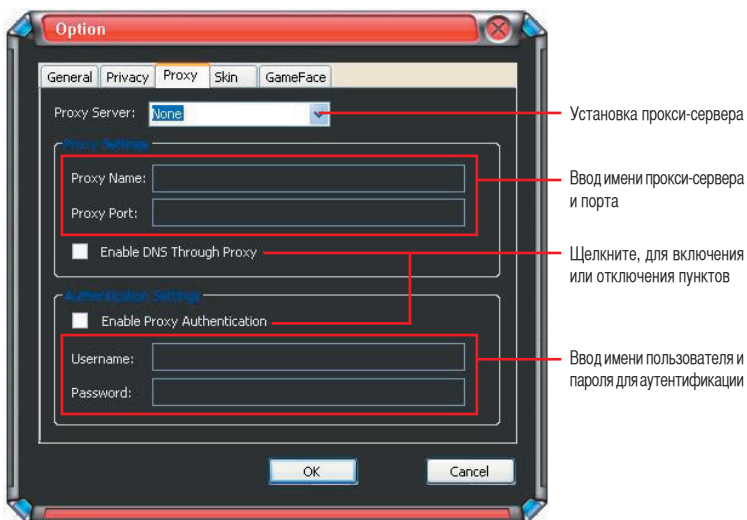 Option
General Privacy Proxy Skin GameFace
Proxy Server: None
Установка прокси-сервера
Proxy Settings
Proxy Name:
Ввод имени прокси-сервера
и порта
Proxy Port:
Enable DNS Through Proxy
Щелкните, для включения
или отключения пунктов
Authentication Settings
Enable Proxy Authentication
Username:
Ввод имени пользователя и
пароля для аутентификации
Password:
OK Cancel